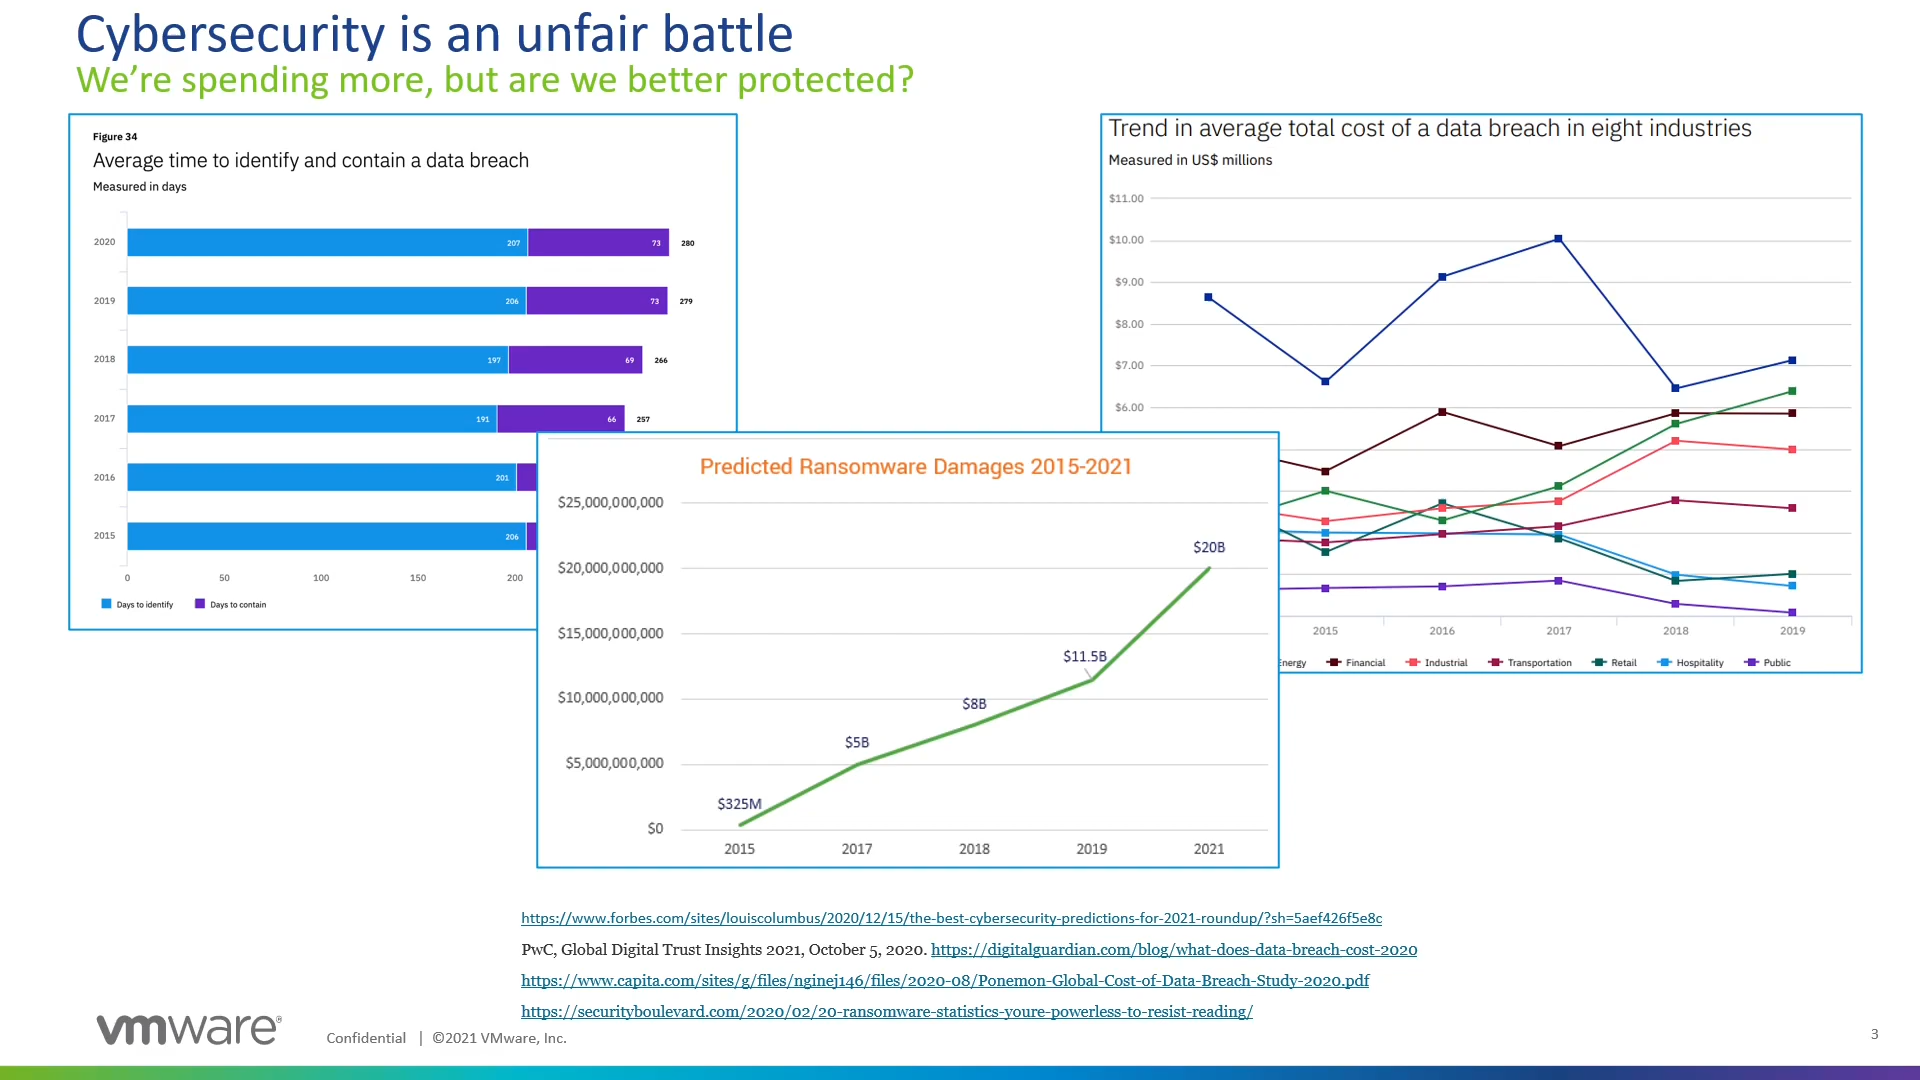 Cybersecurity is an unfair battle
We're spending more, but are we better protected?
Figure 34
Average time to identify and contain a data breach
Measured in days
2020 207 73 280
2019 206 73 279
2018 197 69 266
2017 191 66 257
2016 201
2015 206
0 50 100 150 200
Days to identify Days to contain
Trend in average total cost of a data breach in eight industries
Measured in US$ millions
$11.00
$10.00
$9.00
$8.00
$7.00
$6.00
2015 2016 2017 2018 2019
Financial Industrial Transportation Retail Hospitality Public
Predicted Ransomware Damages 2015-2021
$25,000,000,000
$20B
$20,000,000,000
$15,000,000,000
$11.5B
$10,000,000,000
$8B
$5B
$5,000,000,000
$325M
$0
2015 2017 2018 2019 2021
https://www.forbes.com/sites/louiscolumbus/2020/12/15/the-best-cybersecurity-predictions-for-2021-roundup/?sh=5aef426f5e8c
PwC, Global Digital Trust Insights 2021, October 5, 2020. https://digitalguardian.com/blog/what-does-data-breach-cost-2020
https://www.capita.com/sites/g/files/nginej146/files/2020-08/Ponemon-Global-Cost-of-Data-Breach-Study-2020.pdf
https://securityboulevard.com/2020/02/20-ransomware-statistics-youre-powerless-to-resist-reading/
vmware®
Confidential | ©2021 VMware, Inc.
3